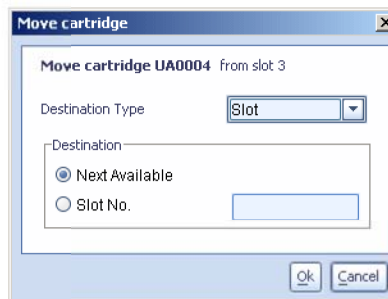 Move cartridge
Move cartridge UA0004 from slot 3
Destination Type Slot
Destination
Next Available
Slot No.
Ok Cancel